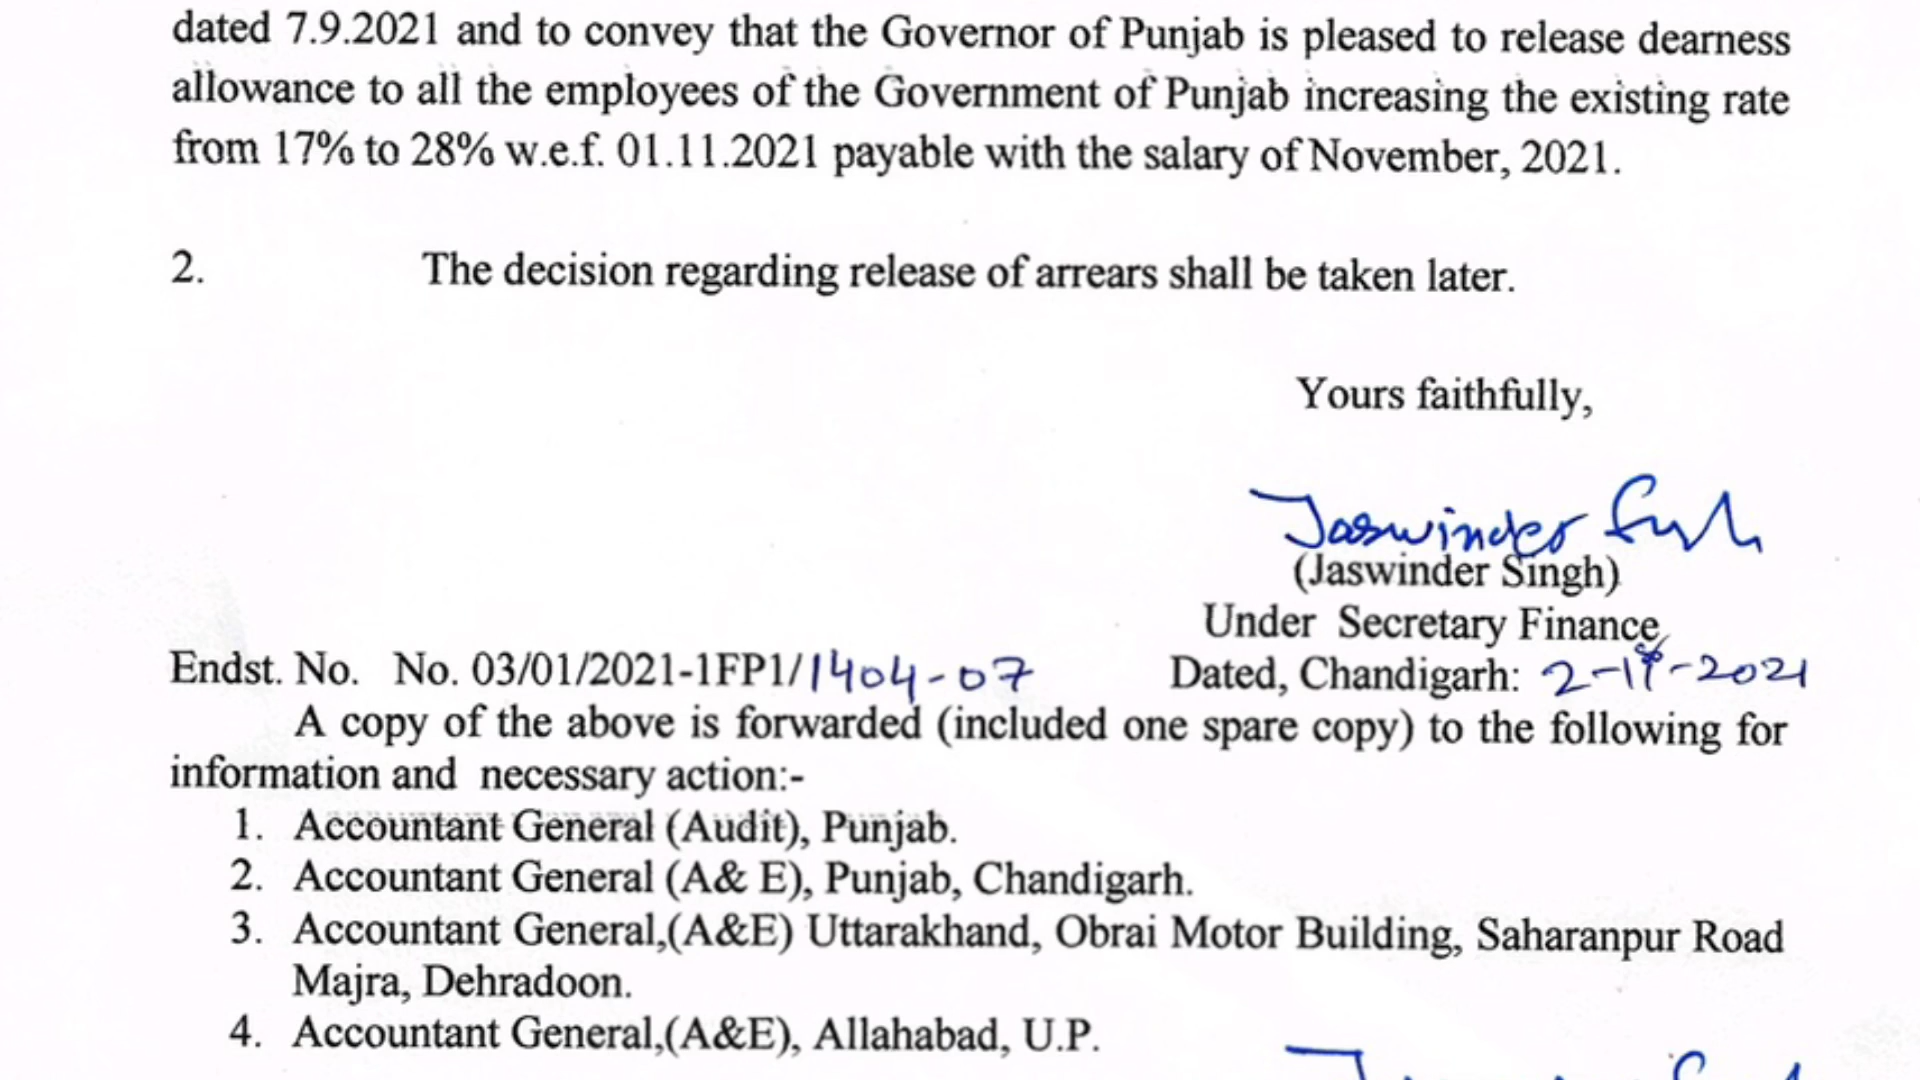 dated 7.9.2021 and to convey that the Governor of Punjab is pleased to release dearness
allowance to all the employees of the Government of Punjab increasing the existing rate
from 17% to 28% w.e.f. 01.11.2021 payable with the salary of November, 2021.
2. The decision regarding release of arrears shall be taken later.
Yours faithfully,
Jaswinder Singh
(Jaswinder Singh)
Under Secretary Finance
Endst. No. No. 03/01/2021-1FP1/1404-07 Dated, Chandigarh: 2-11-2021
A copy of the above is forwarded (included one spare copy) to the following for
information and necessary action:-
1. Accountant General (Audit), Punjab.
2. Accountant General (A& E), Punjab, Chandigarh.
3. Accountant General,(A&E) Uttarakhand, Obrai Motor Building, Saharanpur Road
Majra, Dehradoon.
4. Accountant General,(A&E), Allahabad, U.P.